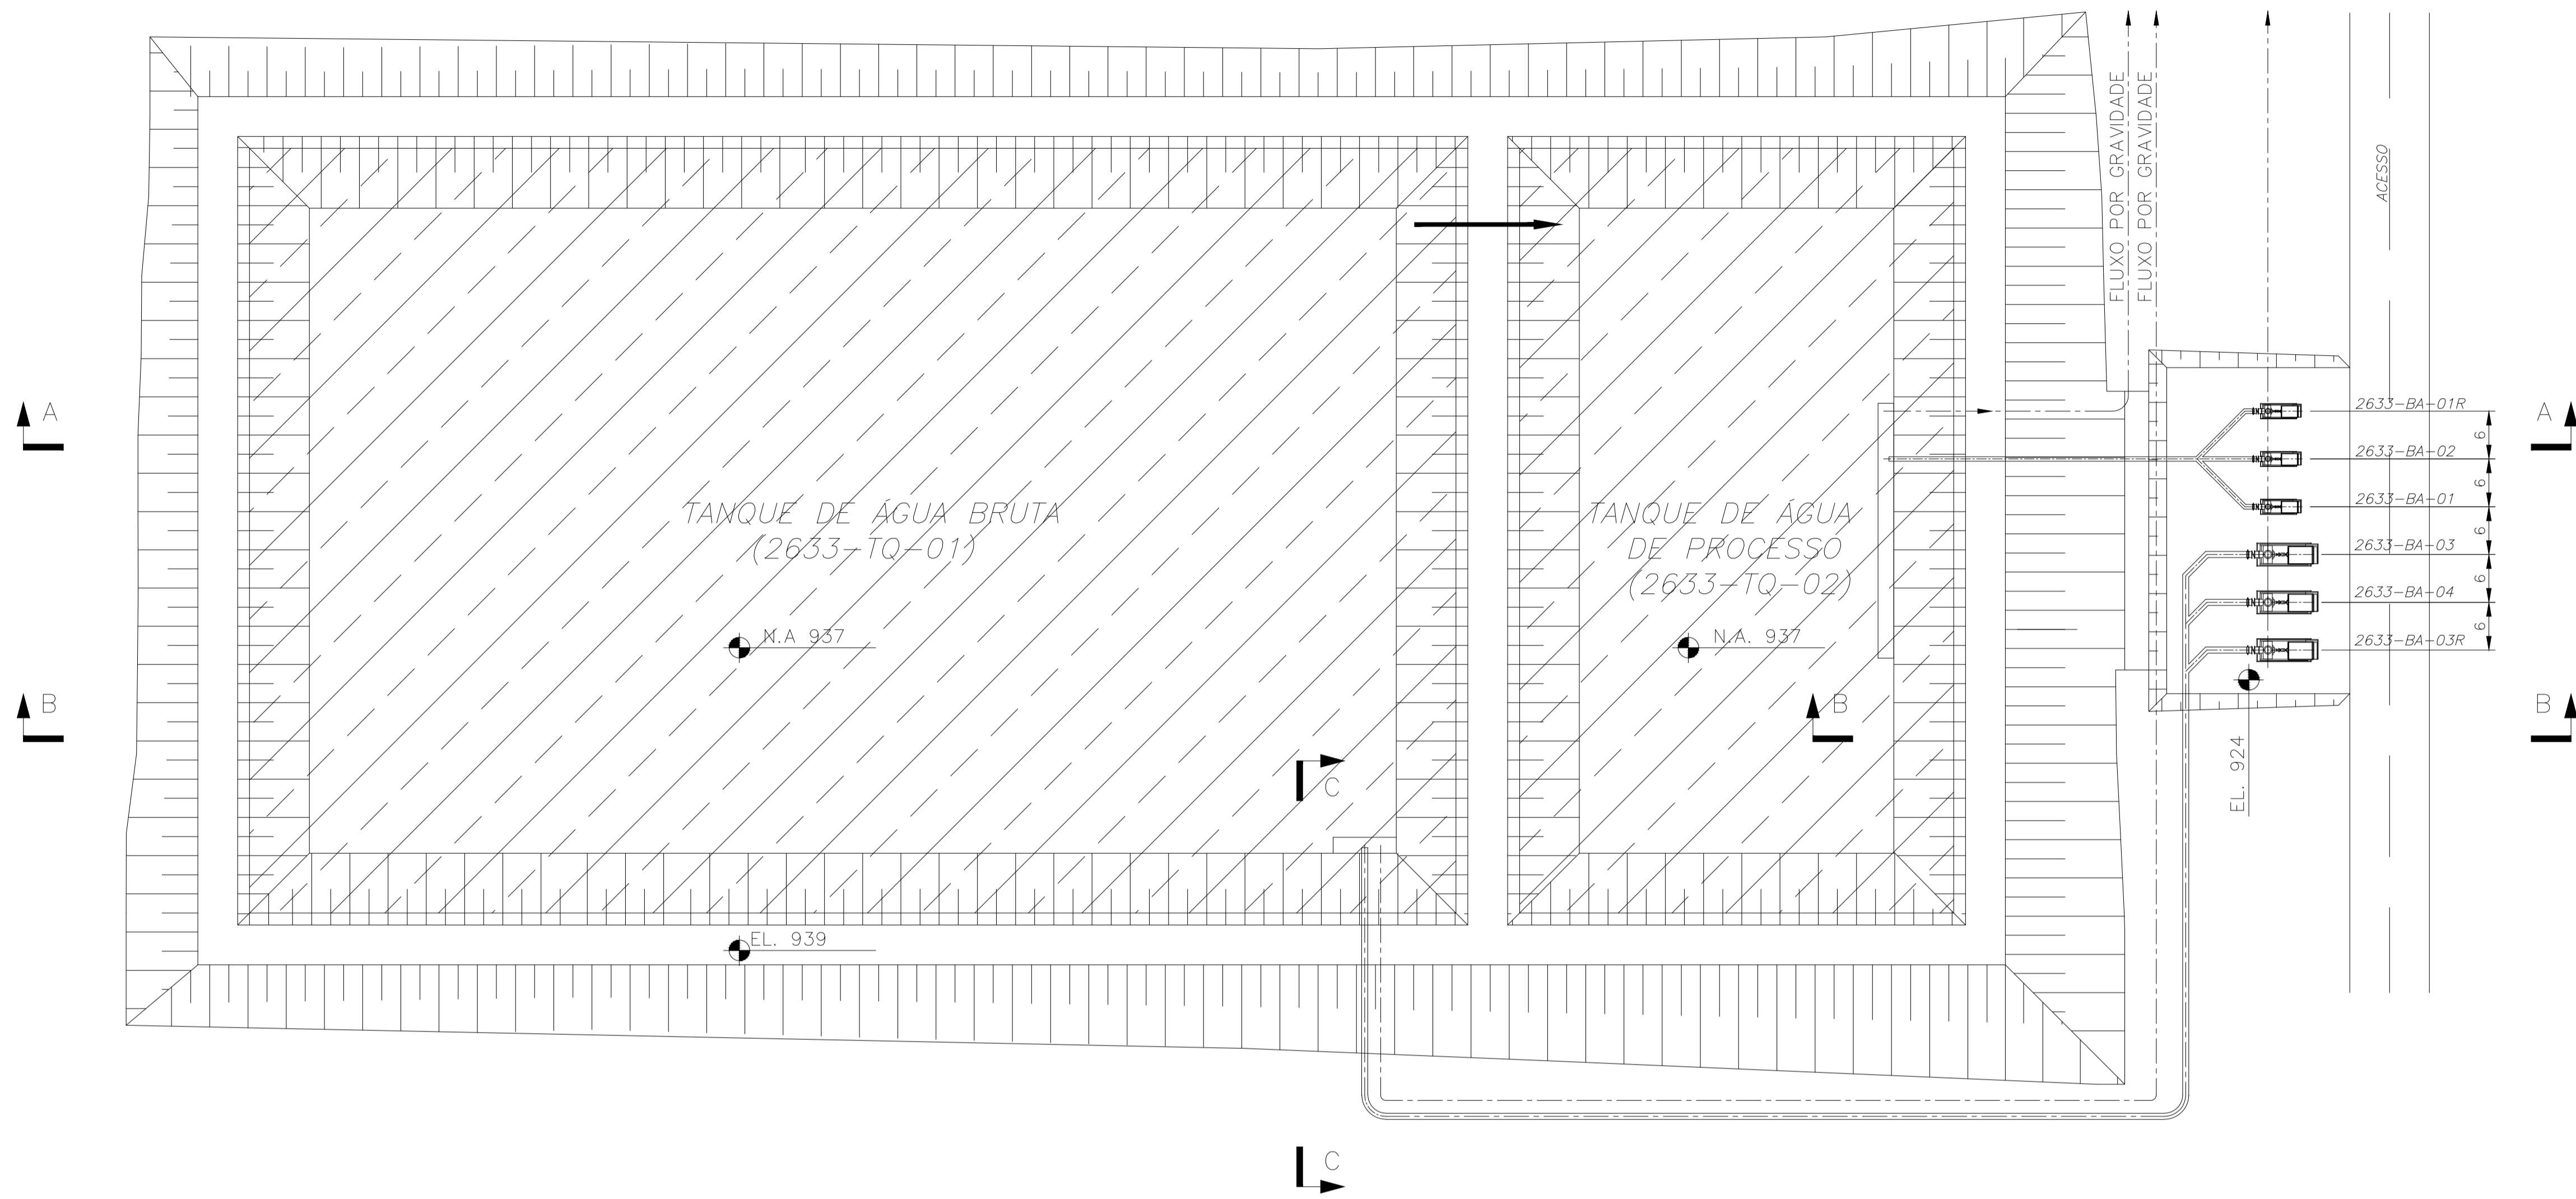 FLUXO POR GRAVIDADE
FLUXO POR GRAVIDADE
ACESSO
A
A
2633-BA-01R
6
2633-BA-02
6
2633-BA-01
6
2633-BA-03
6
2633-BA-04
6
2633-BA-03R
TANQUE DE ÁGUA BRUTA
(2633-TQ-01)
TANQUE DE ÁGUA
DE PROCESSO
(2633-TQ-02)
N.A 937
N.A. 937
B
B
B
EL. 924
C
EL. 939
C